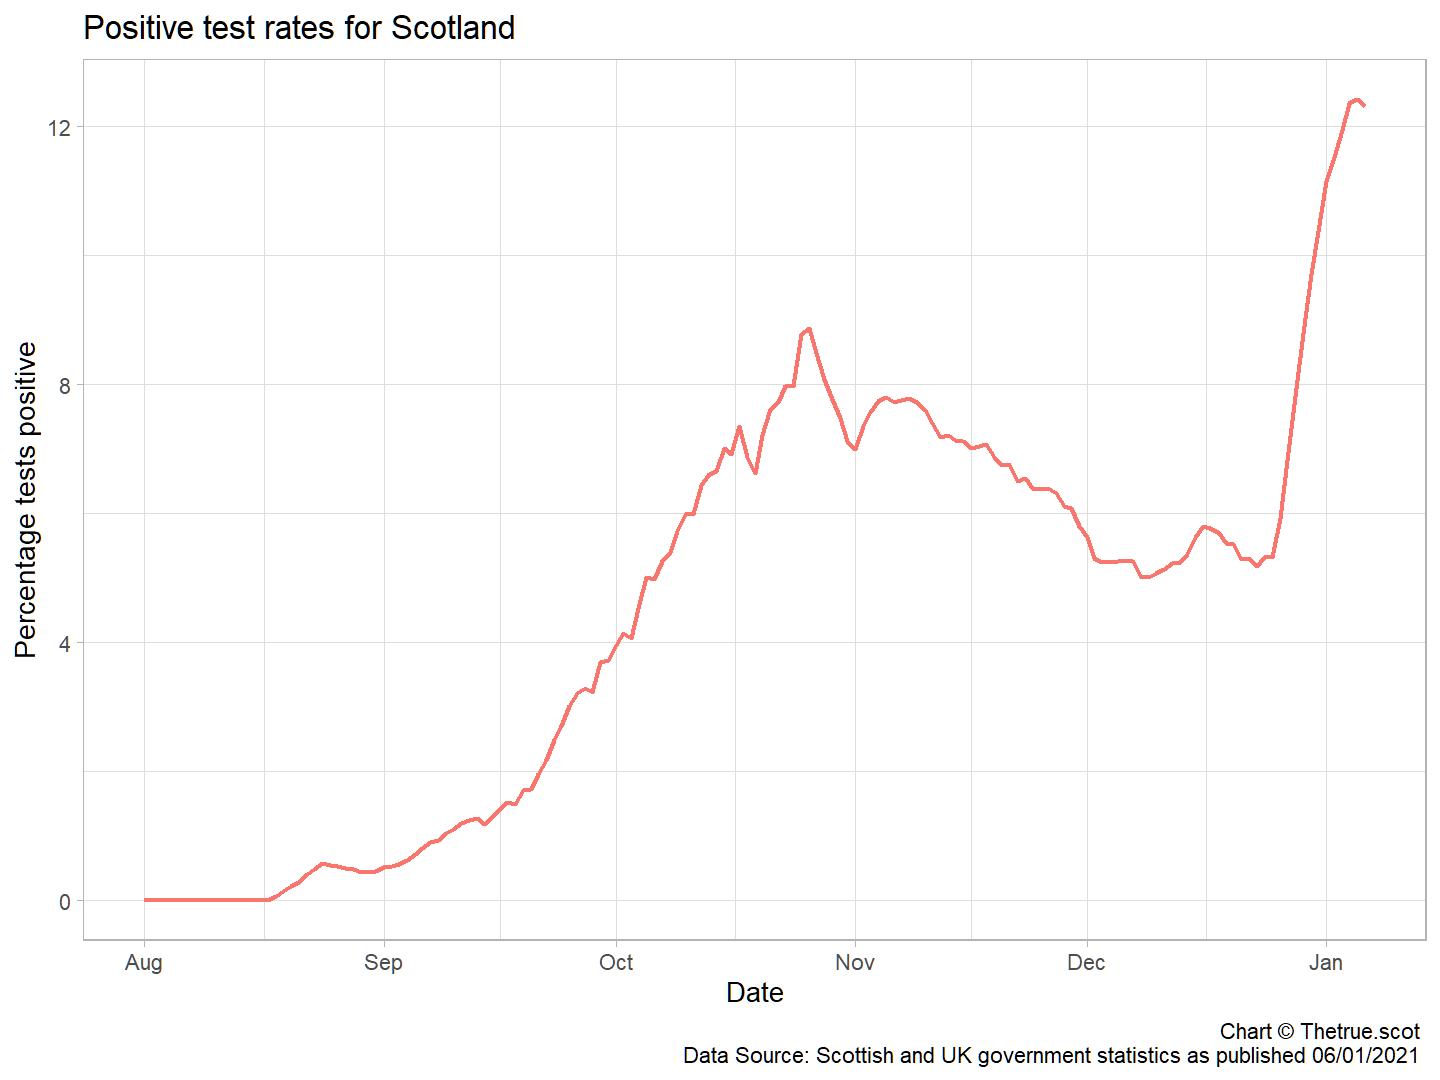 Positive test rates for Scotland
Percentage tests positive
12
8
4
0
Aug Sep Oct Nov Dec Jan
Date
Chart © Thetrue.scot
Data Source: Scottish and UK government statistics as published 06/01/2021